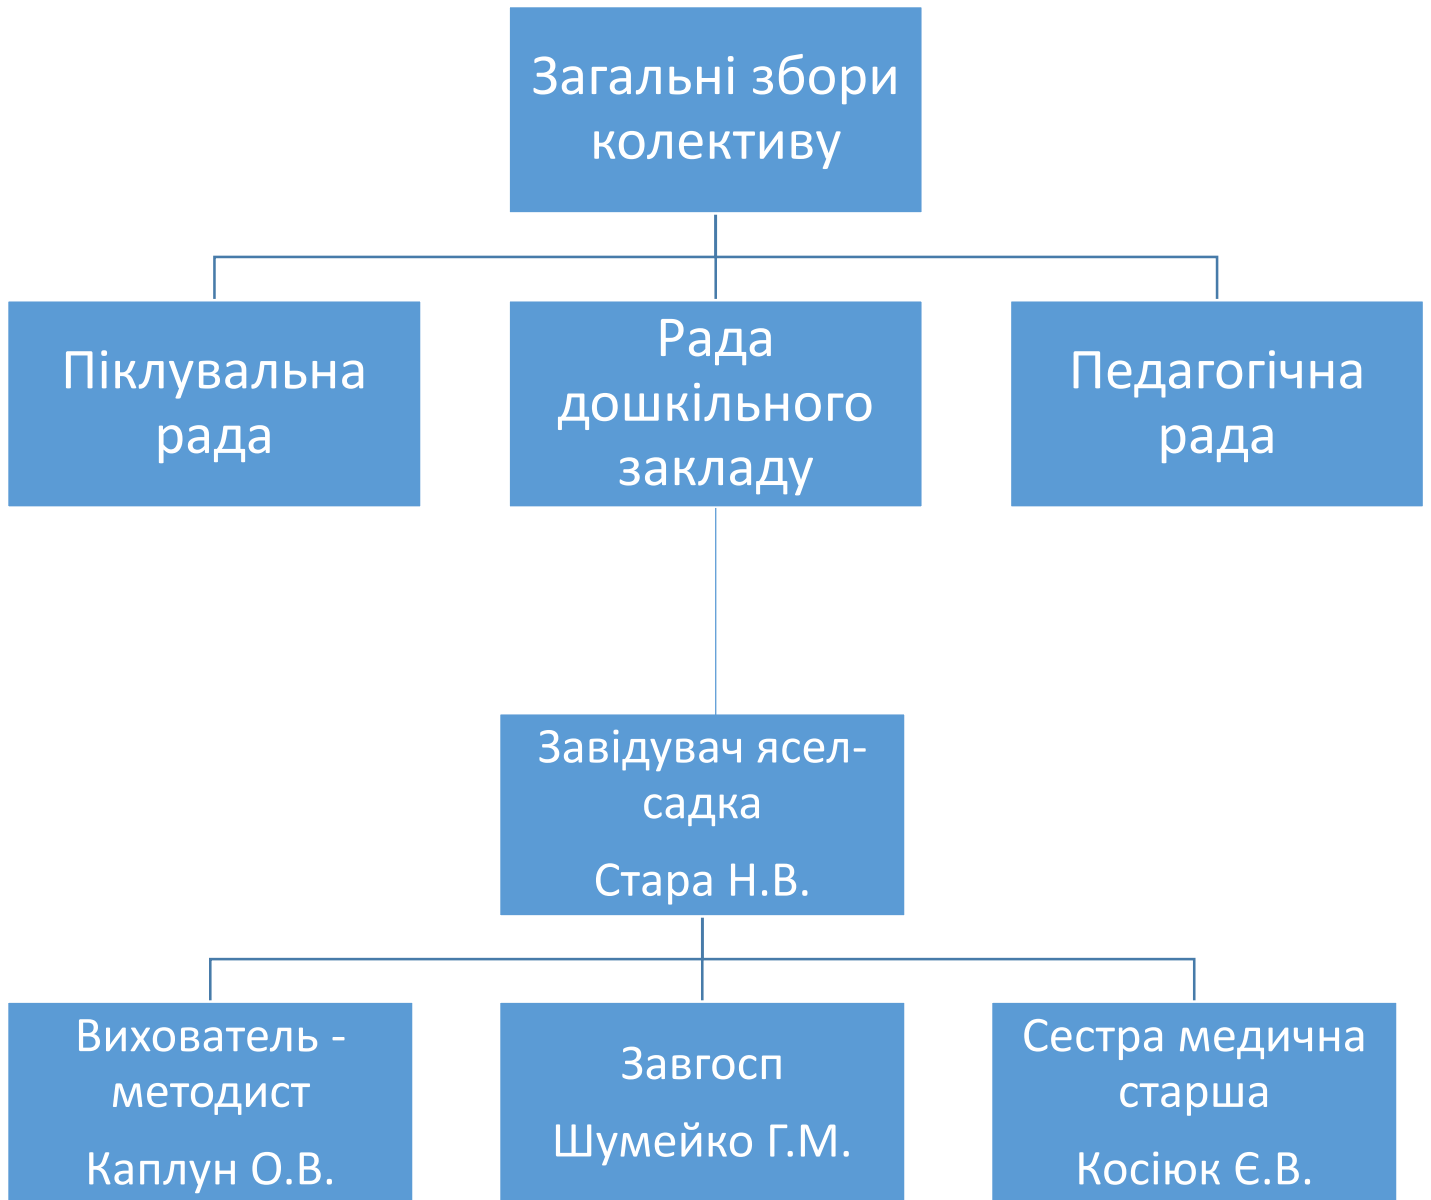 Загальні збори
колективу
Піклувальна
рада
Рада
дошкільного
закладу
Педагогічна
рада
Завідувач ясел-
садка
Стара Н.В.
Вихователь -
методист
Каплун О.В.
Завгосп
Шумейко Г.М.
Сестра медична
старша
Косіюк Є.В.